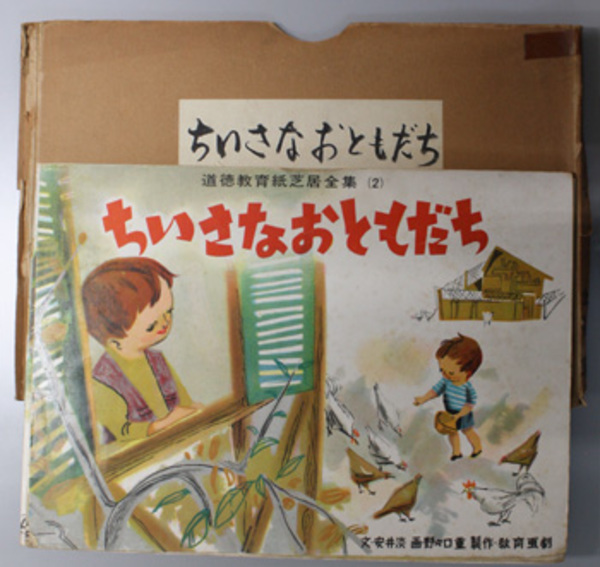 ちいさなおともだち
道徳教育紙芝居全集 (2)
ちいさなおともだち
文・安井淡 画・野々口重 製作・教育画劇